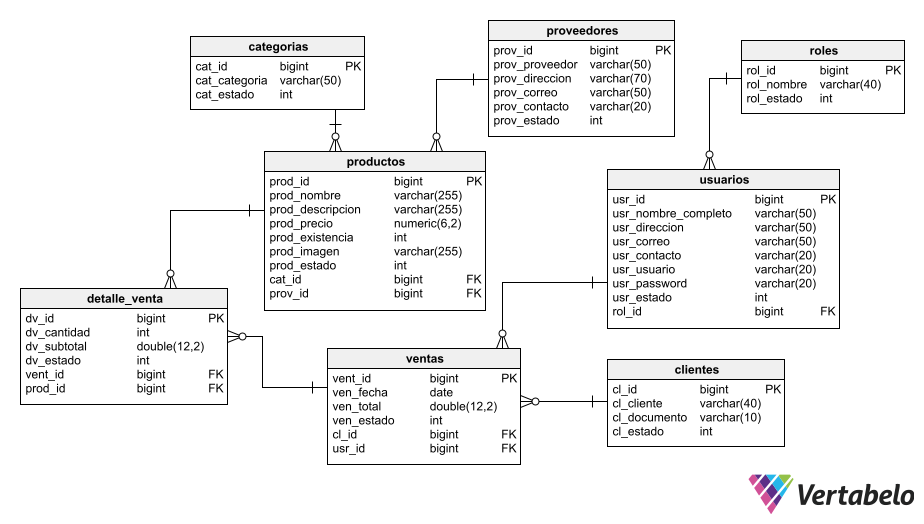 categorias
cat_id bigint PK
cat_categoria varchar(50)
cat_estado int
proveedores
prov_id bigint PK
prov_proveedor varchar(50)
prov_direccion varchar(70)
prov_correo varchar(50)
prov_contacto varchar(20)
prov_estado int
roles
rol_id bigint PK
rol_nombre varchar(40)
rol_estado int
productos
prod_id bigint PK
prod_nombre varchar(255)
prod_descripcion varchar(255)
prod_precio numeric(6,2)
prod_existencia int
prod_imagen varchar(255)
prod_estado int
cat_id bigint FK
prov_id bigint FK
usuarios
usr_id bigint PK
usr_nombre_completo varchar(50)
usr_direccion varchar(50)
usr_correo varchar(50)
usr_contacto varchar(20)
usr_usuario varchar(20)
usr_password varchar(20)
usr_estado int
rol_id bigint FK
detalle_venta
dv_id bigint PK
dv_cantidad int
dv_subtotal double(12,2)
dv_estado int
vent_id bigint FK
prod_id bigint FK
ventas
vent_id bigint PK
ven_fecha date
ven_total double(12,2)
ven_estado int
cl_id bigint FK
usr_id bigint FK
clientes
cl_id bigint PK
cl_cliente varchar(40)
cl_documento varchar(10)
cl_estado int
Vertabelo